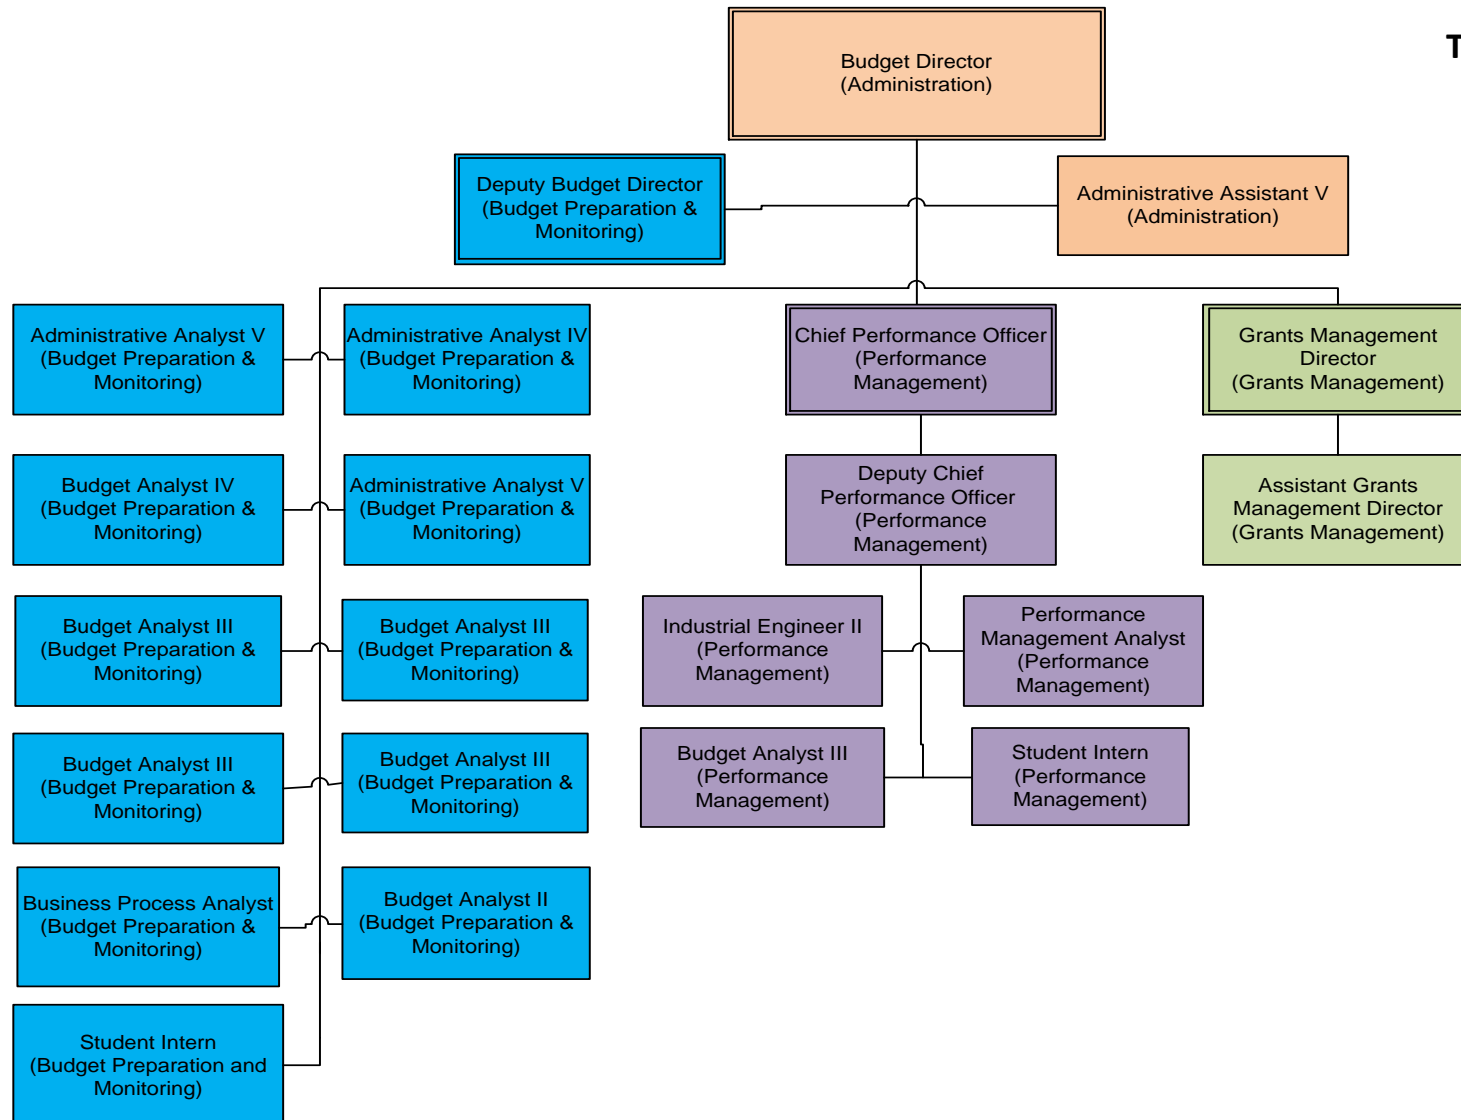 T
Budget Director
(Administration)
Deputy Budget Director
(Budget Preparation &
Monitoring)
Administrative Assistant V
(Administration)
Administrative Analyst V
(Budget Preparation &
Monitoring)
Administrative Analyst IV
(Budget Preparation &
Monitoring)
Chief Performance Officer
(Performance
Management)
Grants Management
Director
(Grants Management)
Budget Analyst IV
(Budget Preparation &
Monitoring)
Administrative Analyst V
(Budget Preparation &
Monitoring)
Deputy Chief
Performance Officer
(Performance
Management)
Assistant Grants
Management Director
(Grants Management)
Budget Analyst III
(Budget Preparation &
Monitoring)
Budget Analyst III
(Budget Preparation &
Monitoring)
Industrial Engineer II
(Performance
Management)
Performance
Management Analyst
(Performance
Management)
Budget Analyst III
(Budget Preparation &
Monitoring)
Budget Analyst III
(Budget Preparation &
Monitoring)
Budget Analyst III
(Performance
Management)
Student Intern
(Performance
Management)
Business Process Analyst
(Budget Preparation &
Monitoring)
Budget Analyst II
(Budget Preparation &
Monitoring)
Student Intern
(Budget Preparation and
Monitoring)